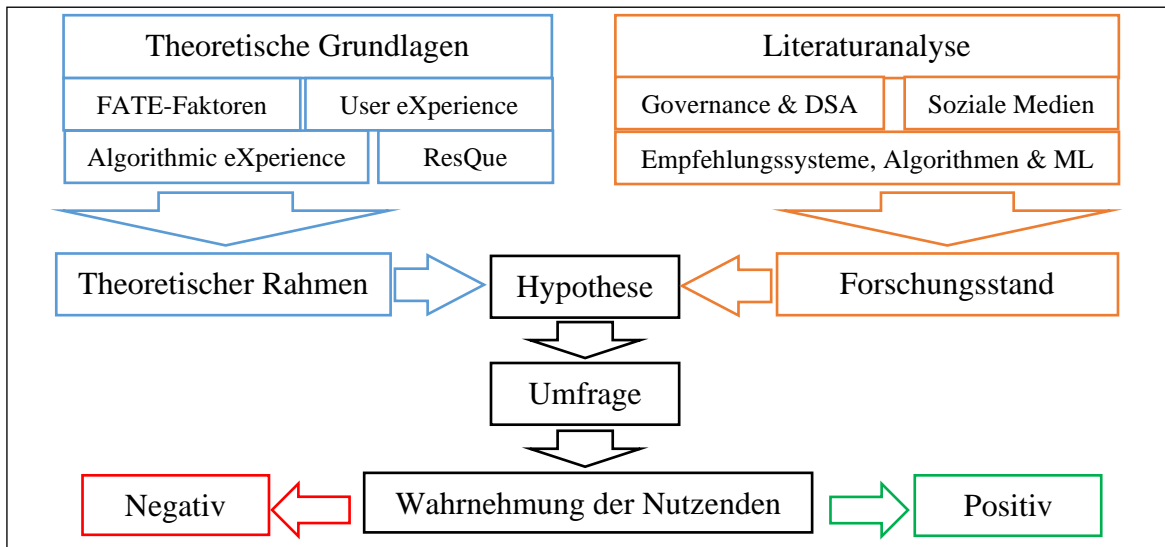 Theoretische Grundlagen
FATE-Faktoren
User eXperience
Algorithmic eXperience
ResQue
Literaturanalyse
Governance & DSA
Soziale Medien
Empfehlungssysteme, Algorithmen & ML
Theoretischer Rahmen
Hypothese
Forschungsstand
Umfrage
Negativ
Wahrnehmung der Nutzenden
Positiv